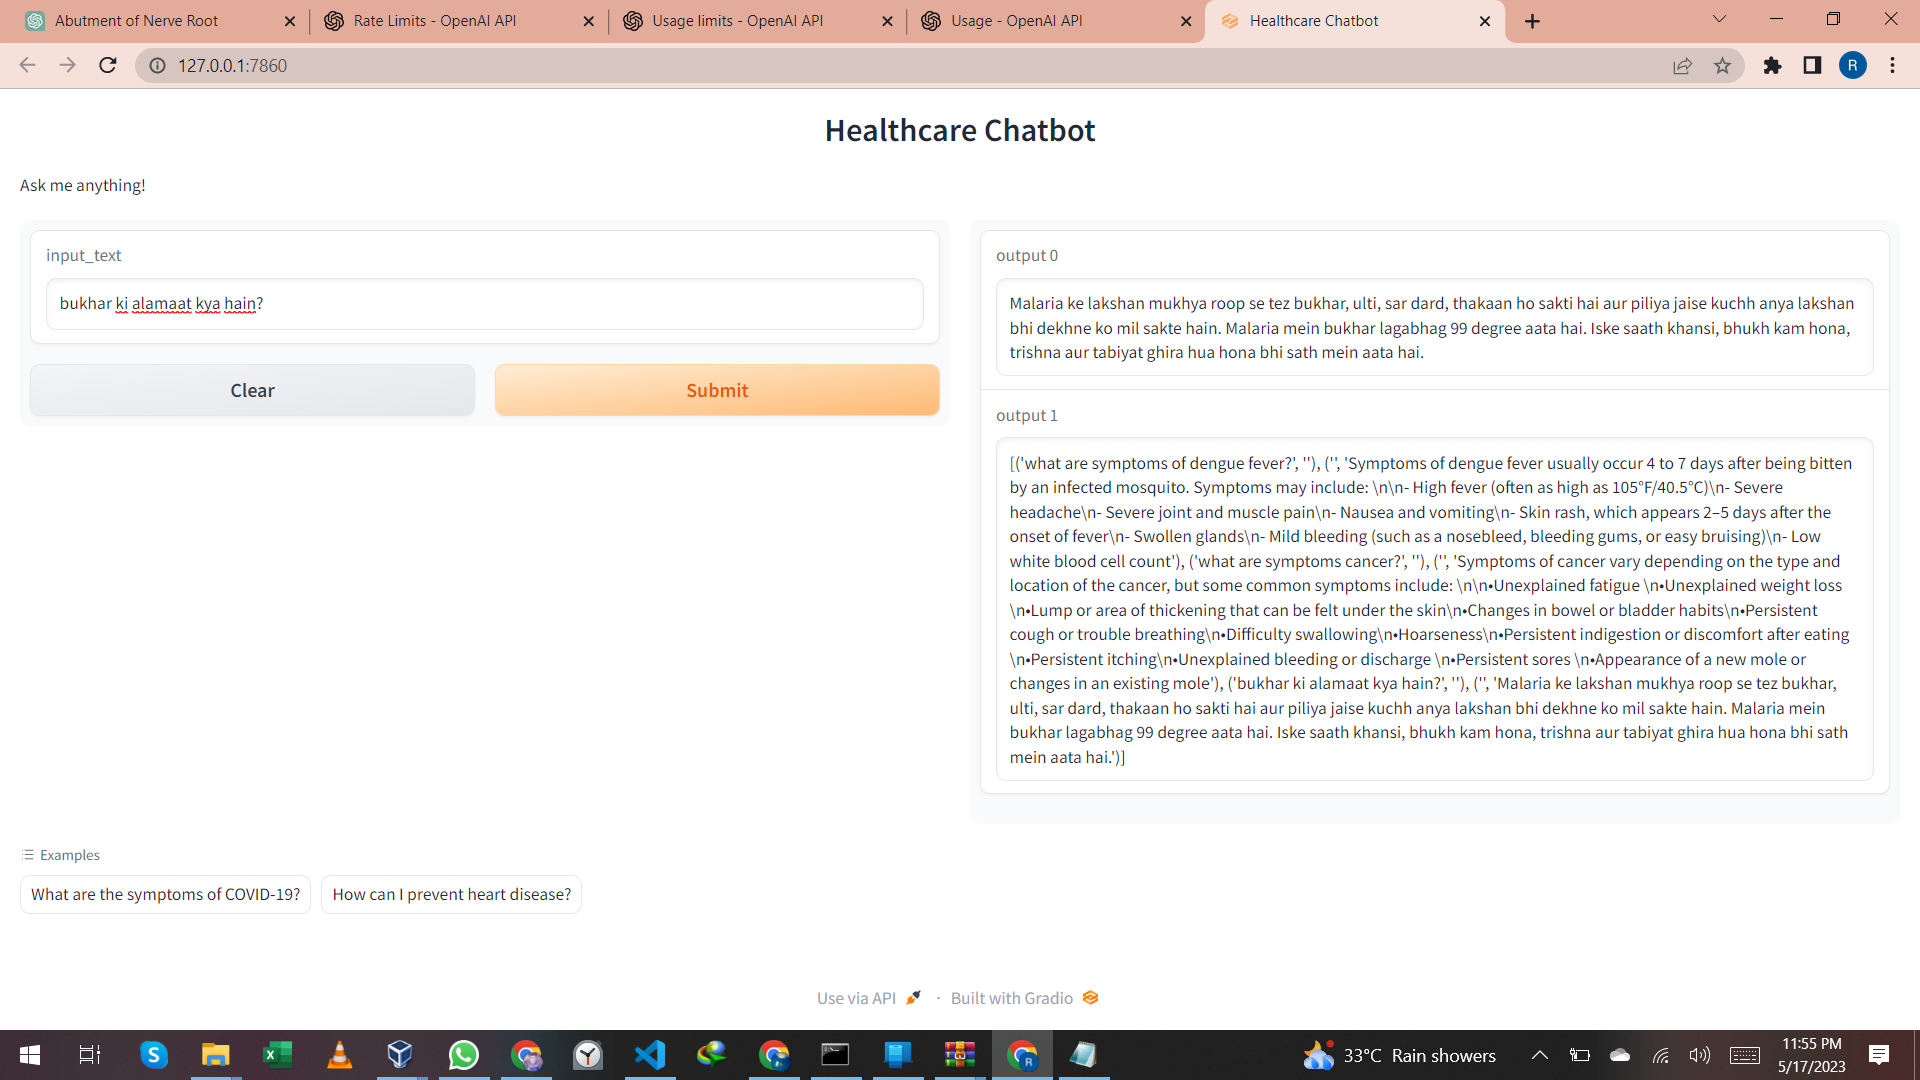 Abutment of Nerve Root
Rate Limits - OpenAI API
Usage limits - OpenAI API
Usage - OpenAI API
Healthcare Chatbot
127.0.0.1:7860
R
Healthcare Chatbot
Ask me anything!
input_text
bukhar ki alamaat kya hain?
Clear
Submit
output 0
Malaria ke lakshan mukhya roop se tez bukhar, ulti, sar dard, thakaan ho sakti hai aur piliya jaise kuchh anya lakshan
bhi dekhne ko mil sakte hain. Malaria mein bukhar lagabhag 99 degree aata hai. Iske saath khansi, bhukh kam hona,
trishna aur tabiyat ghira hua hona bhi sath mein aata hai.
output 1
[('what are symptoms of dengue fever?', ''), ('', 'Symptoms of dengue fever usually occur 4 to 7 days after being bitten
by an infected mosquito. Symptoms may include: \n\n- High fever (often as high as 105°F/40.5°C)\n- Severe
headache\n- Severe joint and muscle pain\n- Nausea and vomiting\n- Skin rash, which appears 2–5 days after the
onset of fever\n- Swollen glands\n- Mild bleeding (such as a nosebleed, bleeding gums, or easy bruising)\n- Low
white blood cell count'), ('what are symptoms cancer?', ''), ('', 'Symptoms of cancer vary depending on the type and
location of the cancer, but some common symptoms include: \n\n•Unexplained fatigue \n•Unexplained weight loss
\n•Lump or area of thickening that can be felt under the skin\n•Changes in bowel or bladder habits\n•Persistent
cough or trouble breathing\n•Difficulty swallowing\n•Hoarseness\n•Persistent indigestion or discomfort after eating
\n•Persistent itching\n•Unexplained bleeding or discharge \n•Persistent sores \n•Appearance of a new mole or
changes in an existing mole'), ('bukhar ki alamaat kya hain?', ''), ('', 'Malaria ke lakshan mukhya roop se tez bukhar,
ulti, sar dard, thakaan ho sakti hai aur piliya jaise kuchh anya lakshan bhi dekhne ko mil sakte hain. Malaria mein
bukhar lagabhag 99 degree aata hai. Iske saath khansi, bhukh kam hona, trishna aur tabiyat ghira hua hona bhi sath
mein aata hai.')]
Examples
What are the symptoms of COVID-19?
How can I prevent heart disease?
Use via API · Built with Gradio
33°C Rain showers
11:55 PM
5/17/2023